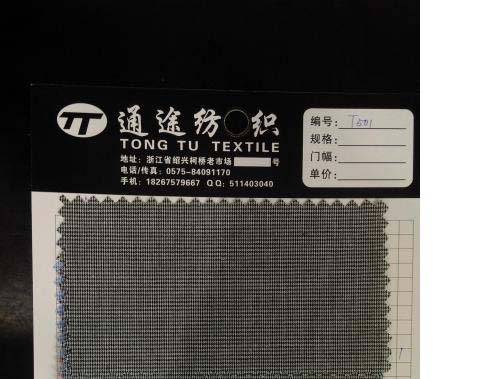 TT
通途纺织
TONG TU TEXTILE
地址：浙江省绍兴柯桥老市场 号
电话/传真：0575-84091170
手机：18267579667 QQ：511403040
编号： T501
规格：
门幅：
单价：